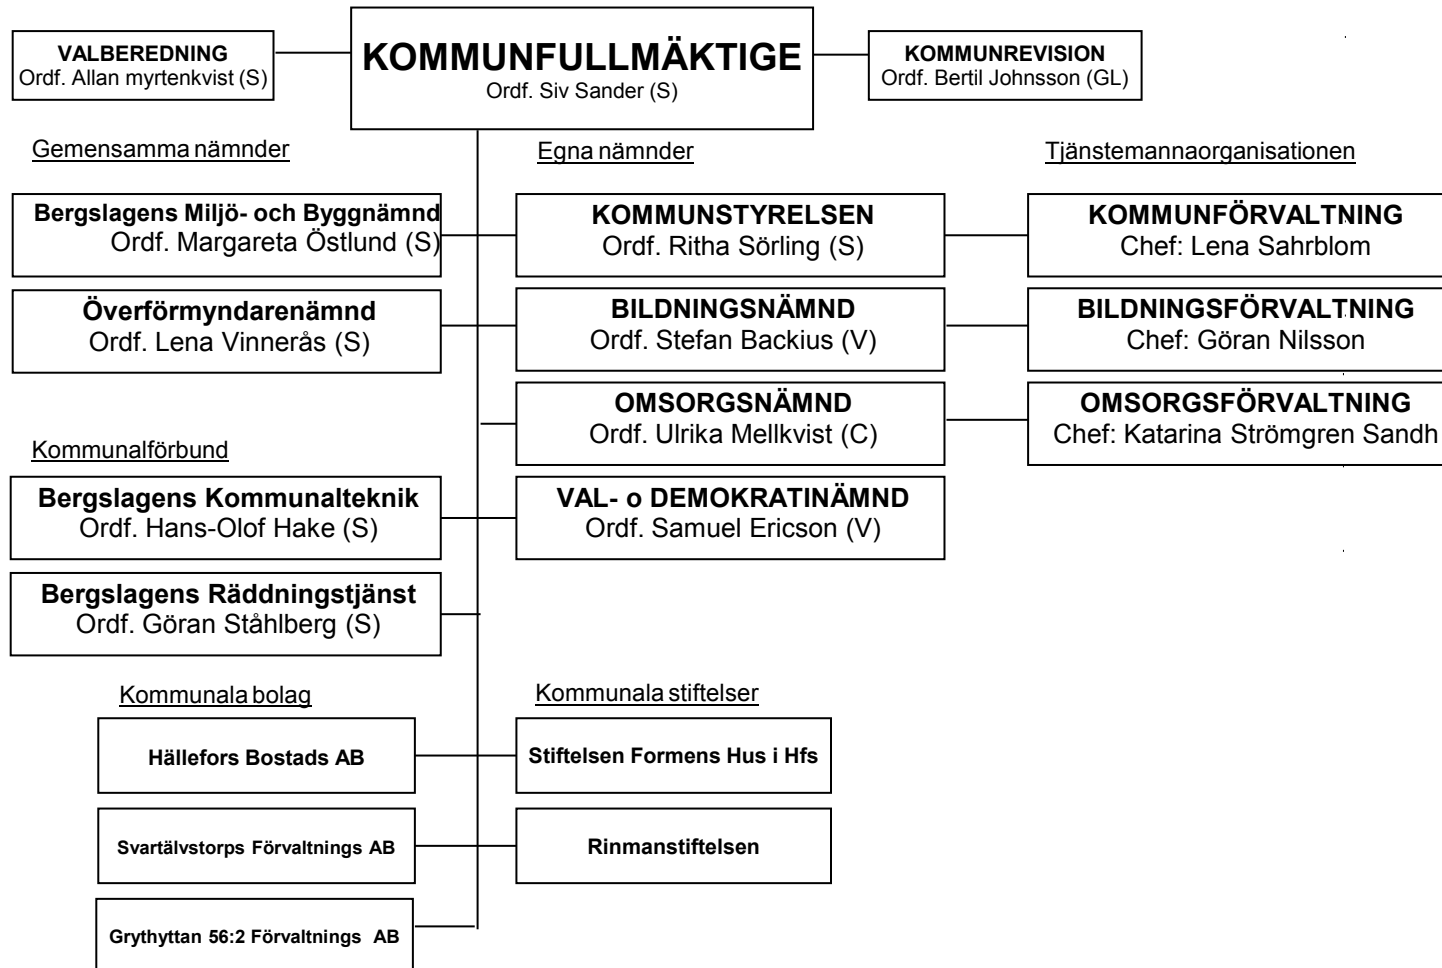 VALBEREDNING
Ordf. Allan myrtenkvist (S)
KOMMUNFULLMÄKTIGE
Ordf. Siv Sander (S)
KOMMUNREVISION
Ordf. Bertil Johnsson (GL)
Gemensamma nämnder
Egna nämnder
Tjänstemannaorganisationen
Bergslagens Miljö- och Byggnämnd
Ordf. Margareta Östlund (S)
KOMMUNSTYRELSEN
Ordf. Ritha Sörling (S)
KOMMUNFÖRVALTNING
Chef: Lena Sahrblom
Överförmyndarenämnd
Ordf. Lena Vinnerås (S)
BILDNINGSNÄMND
Ordf. Stefan Backius (V)
BILDNINGSFÖRVALTNING
Chef: Göran Nilsson
OMSORGSNÄMND
Ordf. Ulrika Mellkvist (C)
OMSORGSFÖRVALTNING
Chef: Katarina Strömgren Sandh
Kommunalförbund
Bergslagens Kommunalteknik
Ordf. Hans-Olof Hake (S)
VAL- o DEMOKRATINÄMND
Ordf. Samuel Ericson (V)
Bergslagens Räddningstjänst
Ordf. Göran Ståhlberg (S)
Kommunala bolag
Kommunala stiftelser
Hällefors Bostads AB
Stiftelsen Formens Hus i Hfs
Svartälvstorps Förvaltnings AB
Rinmanstiftelsen
Grythyttan 56:2 Förvaltnings AB